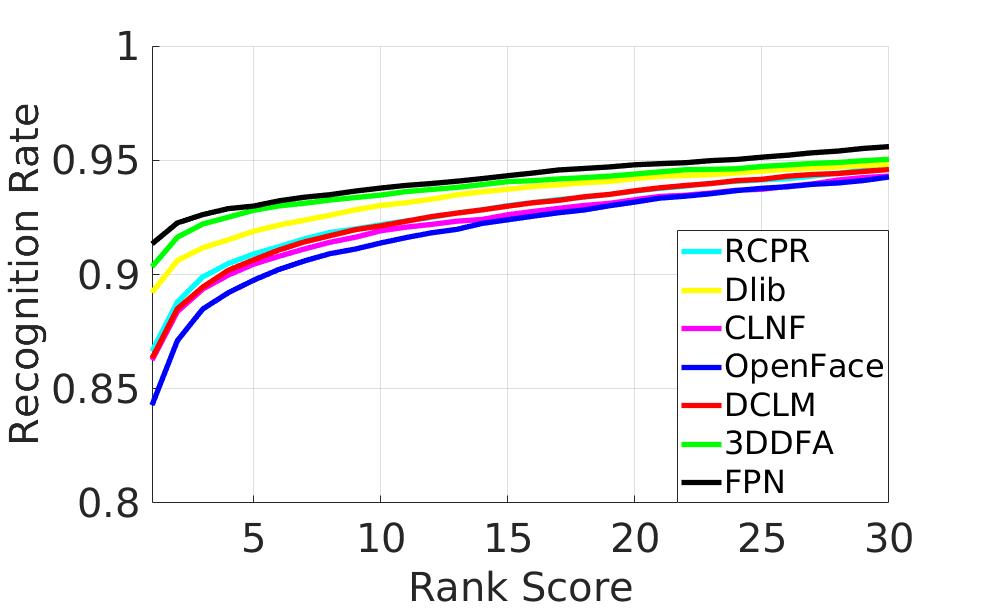 1
0.95
0.9
0.85
0.8
Recognition Rate
5 10 15 20 25 30
Rank Score
RCPR
Dlib
CLNF
OpenFace
DCLM
3DDFA
FPN